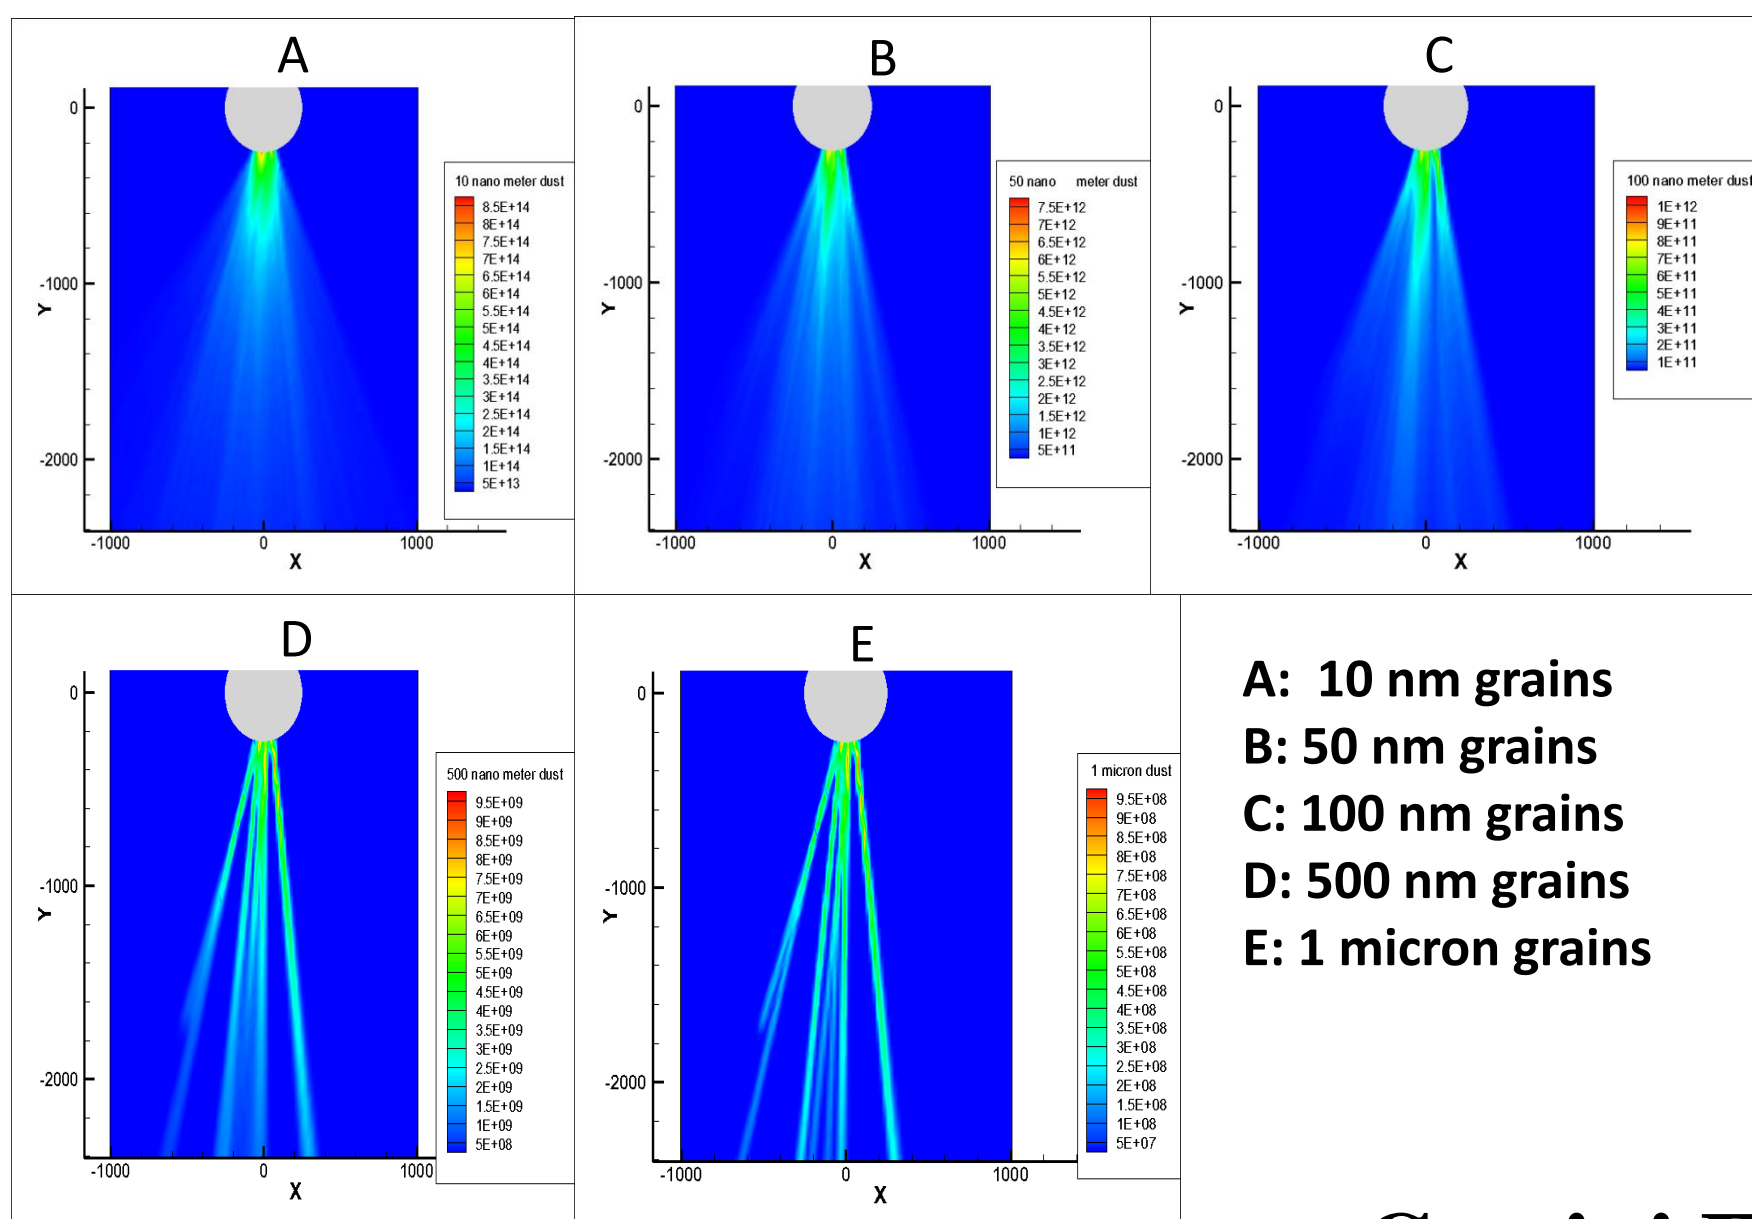 A
0
-1000
-2000
Y
-1000 0 1000
X
10 nano meter dust
8.5E+14
8E+14
7.5E+14
7E+14
6.5E+14
6E+14
5.5E+14
5E+14
4.5E+14
4E+14
3.5E+14
3E+14
2.5E+14
2E+14
1.5E+14
1E+14
5E+13
B
0
-1000
-2000
Y
-1000 0 1000
X
50 nano meter dust
7.5E+12
7E+12
6.5E+12
6E+12
5.5E+12
5E+12
4.5E+12
4E+12
3.5E+12
3E+12
2.5E+12
2E+12
1.5E+12
1E+12
5E+11
C
0
-1000
-2000
Y
-1000 0 1000
X
100 nano meter dust
1E+12
9E+11
8E+11
7E+11
6E+11
5E+11
4E+11
3E+11
2E+11
1E+11
D
0
-1000
-2000
Y
-1000 0 1000
X
500 nano meter dust
9.5E+09
9E+09
8.5E+09
8E+09
7.5E+09
7E+09
6.5E+09
6E+09
5.5E+09
5E+09
4.5E+09
4E+09
3.5E+09
3E+09
2.5E+09
2E+09
1.5E+09
1E+09
5E+08
E
0
-1000
-2000
Y
-1000 0 1000
X
1 micron dust
9.5E+08
9E+08
8.5E+08
8E+08
7.5E+08
7E+08
6.5E+08
6E+08
5.5E+08
5E+08
4.5E+08
4E+08
3.5E+08
3E+08
2.5E+08
2E+08
1.5E+08
1E+08
5E+07
A: 10 nm grains
B: 50 nm grains
C: 100 nm grains
D: 500 nm grains
E: 1 micron grains